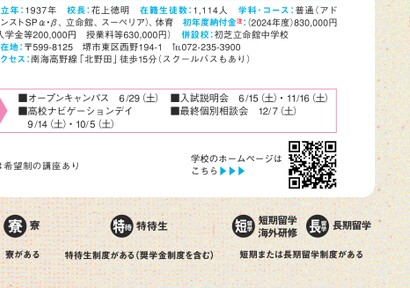 立年：1937年　校長：花上徳明　在籍生徒数：1,114人　学科・コース：普通（アド
ンストSPα・β、立命館、スーペリア）、体育　初年度納付金注：（2024年度）830,000円
入学金等200,000円　授業料等630,000円）　併設校：初芝立命館中学校
在地：〒599-8125　堺市東区西野194-1　℡072-235-3900
クセス：南海高野線「北野田」徒歩15分（スクールバスもあり）
■オープンキャンパス　6/29（土）　■入試説明会　6/15（土）・11/16（土）
■高校ナビゲーションデイ　■最終個別相談会　12/7（土）
9/14（土）・10/5（土）
は希望制の講座あり
学校のホームページは
こちら▶▶▶
寮　寮　特待　特待生　短留学　短期留学　海外研修　長留学　長期留学
寮がある　特待生制度がある（奨学金制度を含む）　短期または長期留学制度がある